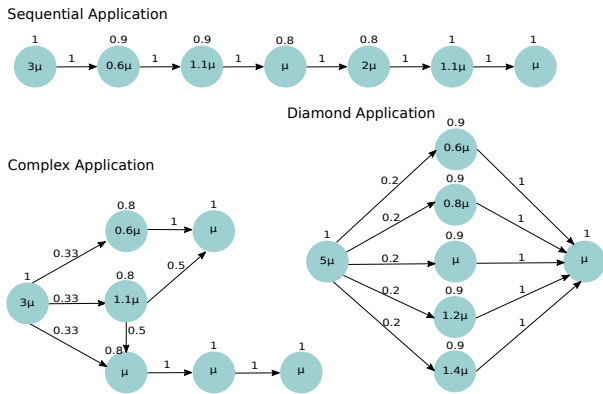 Sequential Application
1 0.9 0.9 0.8 0.8 1 1
3μ 1 0.6μ 1 1.1μ 1 μ 1 2μ 1 1.1μ 1 μ
Diamond Application
0.9
0.6μ
0.2 1
0.9
0.8μ
0.2 1
1 0.9 1
5μ 0.2 μ 1 μ
0.9
0.2 1.2μ 1
0.9
0.2 1.4μ 1
Complex Application
0.8 1
0.6μ 1 μ
0.33
1 0.8 0.5
3μ 0.33 1.1μ
0.33 0.5
0.8 1 1
μ 1 μ 1 μ